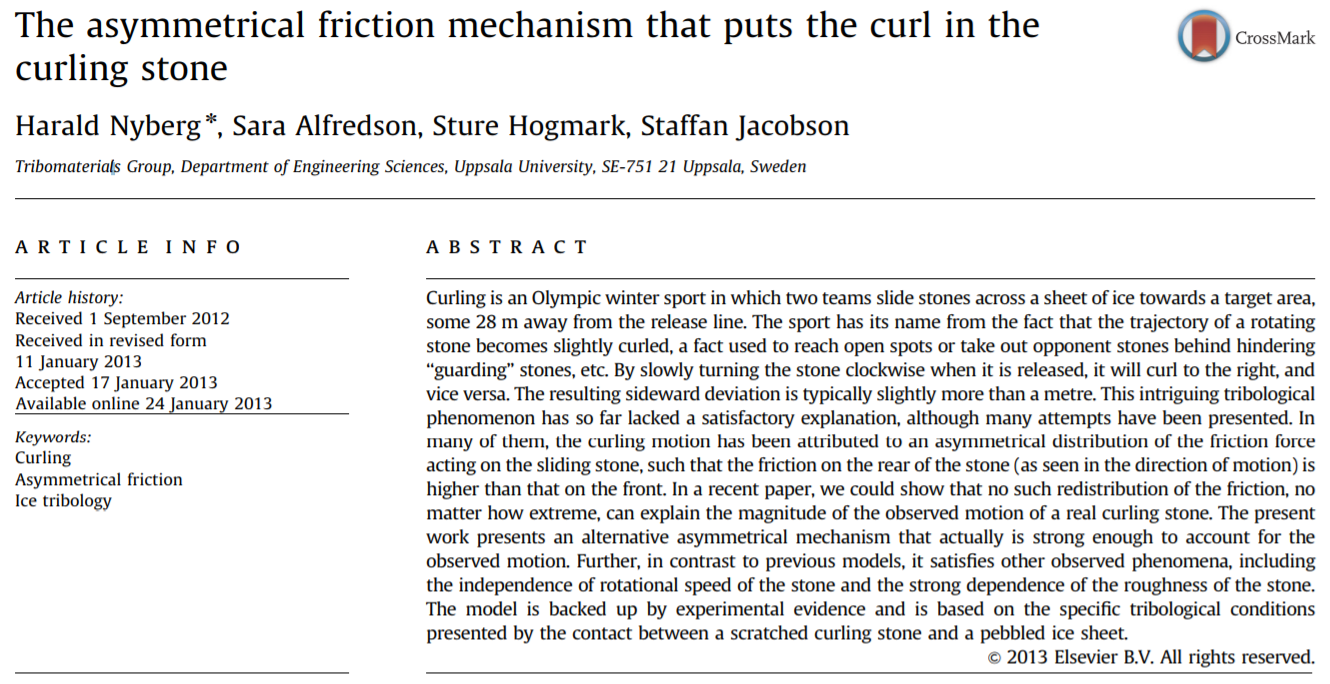 The asymmetrical friction mechanism that puts the curl in the
curling stone
CrossMark
Harald Nyberg*, Sara Alfredson, Sture Hogmark, Staffan Jacobson
Tribomaterials Group, Department of Engineering Sciences, Uppsala University, SE-751 21 Uppsala, Sweden
ARTICLE INFO
Article history:
Received 1 September 2012
Received in revised form
11 January 2013
Accepted 17 January 2013
Available online 24 January 2013
Keywords:
Curling
Asymmetrical friction
Ice tribology
ABSTRACT
Curling is an Olympic winter sport in which two teams slide stones across a sheet of ice towards a target area,
some 28 m away from the release line. The sport has its name from the fact that the trajectory of a rotating
stone becomes slightly curled, a fact used to reach open spots or take out opponent stones behind hindering
“guarding” stones, etc. By slowly turning the stone clockwise when it is released, it will curl to the right, and
vice versa. The resulting sideward deviation is typically slightly more than a metre. This intriguing tribological
phenomenon has so far lacked a satisfactory explanation, although many attempts have been presented. In
many of them, the curling motion has been attributed to an asymmetrical distribution of the friction force
acting on the sliding stone, such that the friction on the rear of the stone (as seen in the direction of motion) is
higher than that on the front. In a recent paper, we could show that no such redistribution of the friction, no
matter how extreme, can explain the magnitude of the observed motion of a real curling stone. The present
work presents an alternative asymmetrical mechanism that actually is strong enough to account for the
observed motion. Further, in contrast to previous models, it satisfies other observed phenomena, including
the independence of rotational speed of the stone and the strong dependence of the roughness of the stone.
The model is backed up by experimental evidence and is based on the specific tribological conditions
presented by the contact between a scratched curling stone and a pebbled ice sheet.
© 2013 Elsevier B.V. All rights reserved.